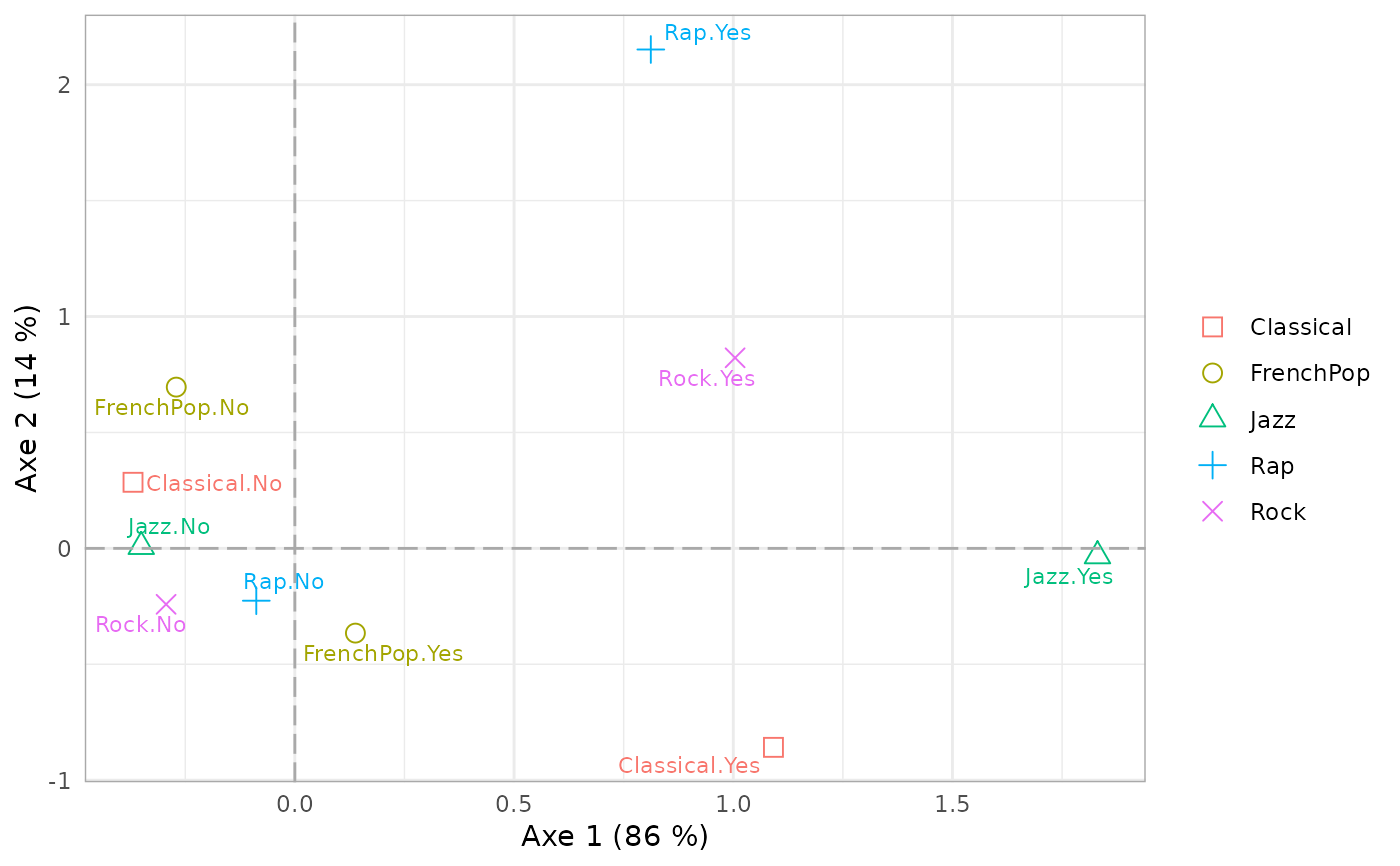 Rap.Yes
2
1
Rock.Yes
FrenchPop.No
Classical.No
Jazz.No
0
Rap.No
Jazz.Yes
Rock.No
FrenchPop.Yes
Classical.Yes
-1
0.0 0.5 1.0 1.5
Axe 1 (86 %)
Axe 2 (14 %)
Classical
FrenchPop
Jazz
Rap
Rock